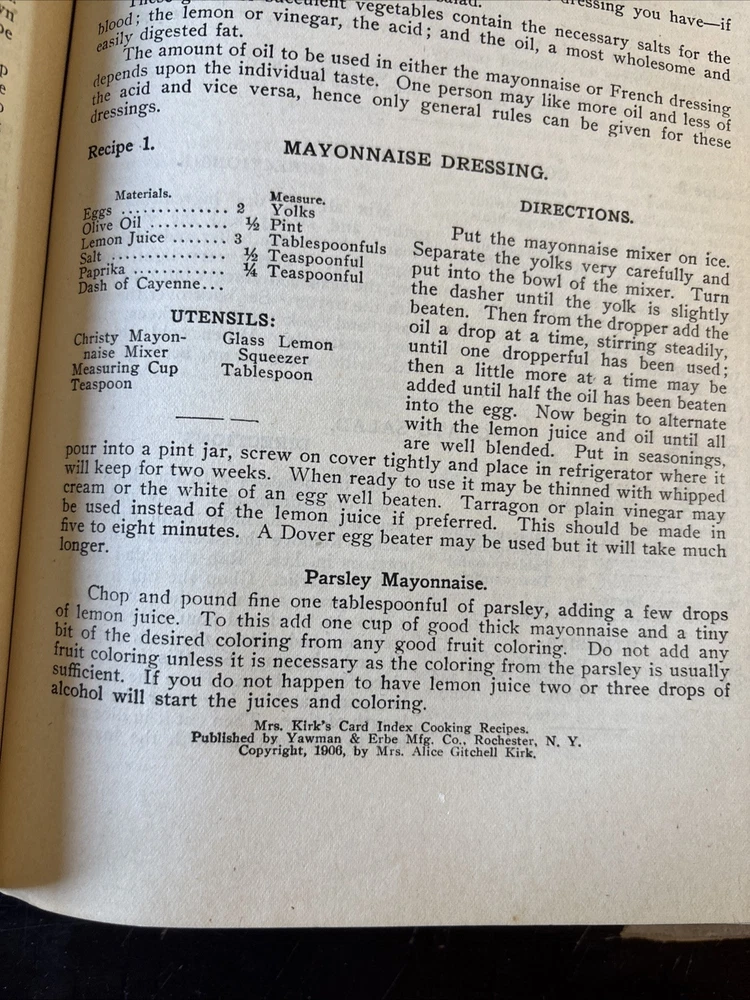 dressing you have—if
vegetables contain the necessary salts for the
blood; the lemon or vinegar, the acid; and the oil, a most wholesome and
easily digested fat.
The amount of oil to be used in either the mayonnaise or French dressing
depends upon the individual taste. One person may like more oil and less of
the acid and vice versa, hence only general rules can be given for these
dressings.
Recipe 1.
MAYONNAISE DRESSING.
Materials. Measure.
Eggs ............. 2 Yolks
Olive Oil .......... ½ Pint
Lemon Juice ....... 3 Tablespoonfuls
Salt ............... ½ Teaspoonful
Paprika ........... ¼ Teaspoonful
Dash of Cayenne...
UTENSILS:
Christy Mayon-
naise Mixer
Measuring Cup
Teaspoon
Glass Lemon
Squeezer
Tablespoon
DIRECTIONS.
Put the mayonnaise mixer on ice.
Separate the yolks very carefully and
put into the bowl of the mixer. Turn
the dasher until the yolk is slightly
beaten. Then from the dropper add the
oil a drop at a time, stirring steadily,
until one dropperful has been used;
then a little more at a time may be
added until half the oil has been beaten
into the egg. Now begin to alternate
with the lemon juice and oil until all
are well blended. Put in seasonings,
pour into a pint jar, screw on cover tightly and place in refrigerator where it
will keep for two weeks. When ready to use it may be thinned with whipped
cream or the white of an egg well beaten. Tarragon or plain vinegar may
be used instead of the lemon juice if preferred. This should be made in
five to eight minutes. A Dover egg beater may be used but it will take much
longer.
Parsley Mayonnaise.
Chop and pound fine one tablespoonful of parsley, adding a few drops
of lemon juice. To this add one cup of good thick mayonnaise and a tiny
bit of the desired coloring from any good fruit coloring. Do not add any
fruit coloring unless it is necessary as the coloring from the parsley is usually
sufficient. If you do not happen to have lemon juice two or three drops of
alcohol will start the juices and coloring.
Mrs. Kirk's Card Index Cooking Recipes.
Published by Yawman & Erbe Mfg. Co., Rochester, N. Y.
Copyright, 1906, by Mrs. Alice Gitchell Kirk.